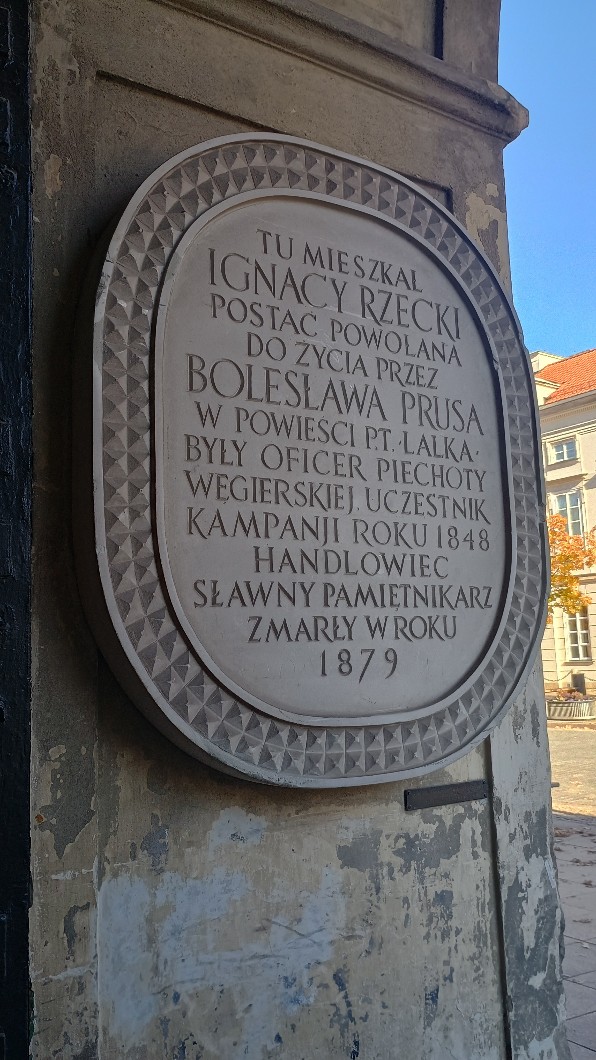 TU MIESZKAŁ
IGNACY RZECKI
POSTAĆ POWOŁANA
DO ŻYCIA PRZEZ
BOLESŁAWA PRUSA
W POWIEŚCI PT. „LALKA”
BYŁY OFICER PIECHOTY
WĘGIERSKIEJ. UCZESTNIK
KAMPANJI ROKU 1848
HANDLOWIEC
SŁAWNY PAMIĘTNIKARZ
ZMARŁY W ROKU
1879